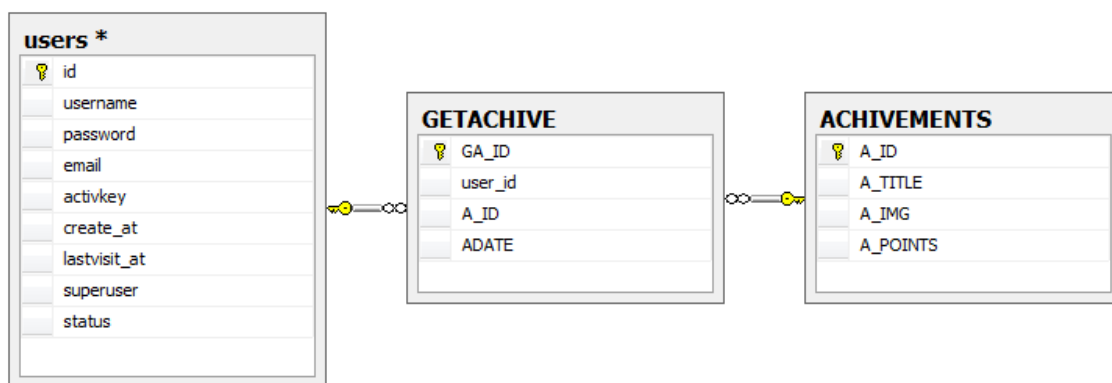 users *
id
username
password
email
activkey
create_at
lastvisit_at
superuser
status
GETACHIVE
GA_ID
user_id
A_ID
ADATE
ACHIVEMENTS
A_ID
A_TITLE
A_IMG
A_POINTS